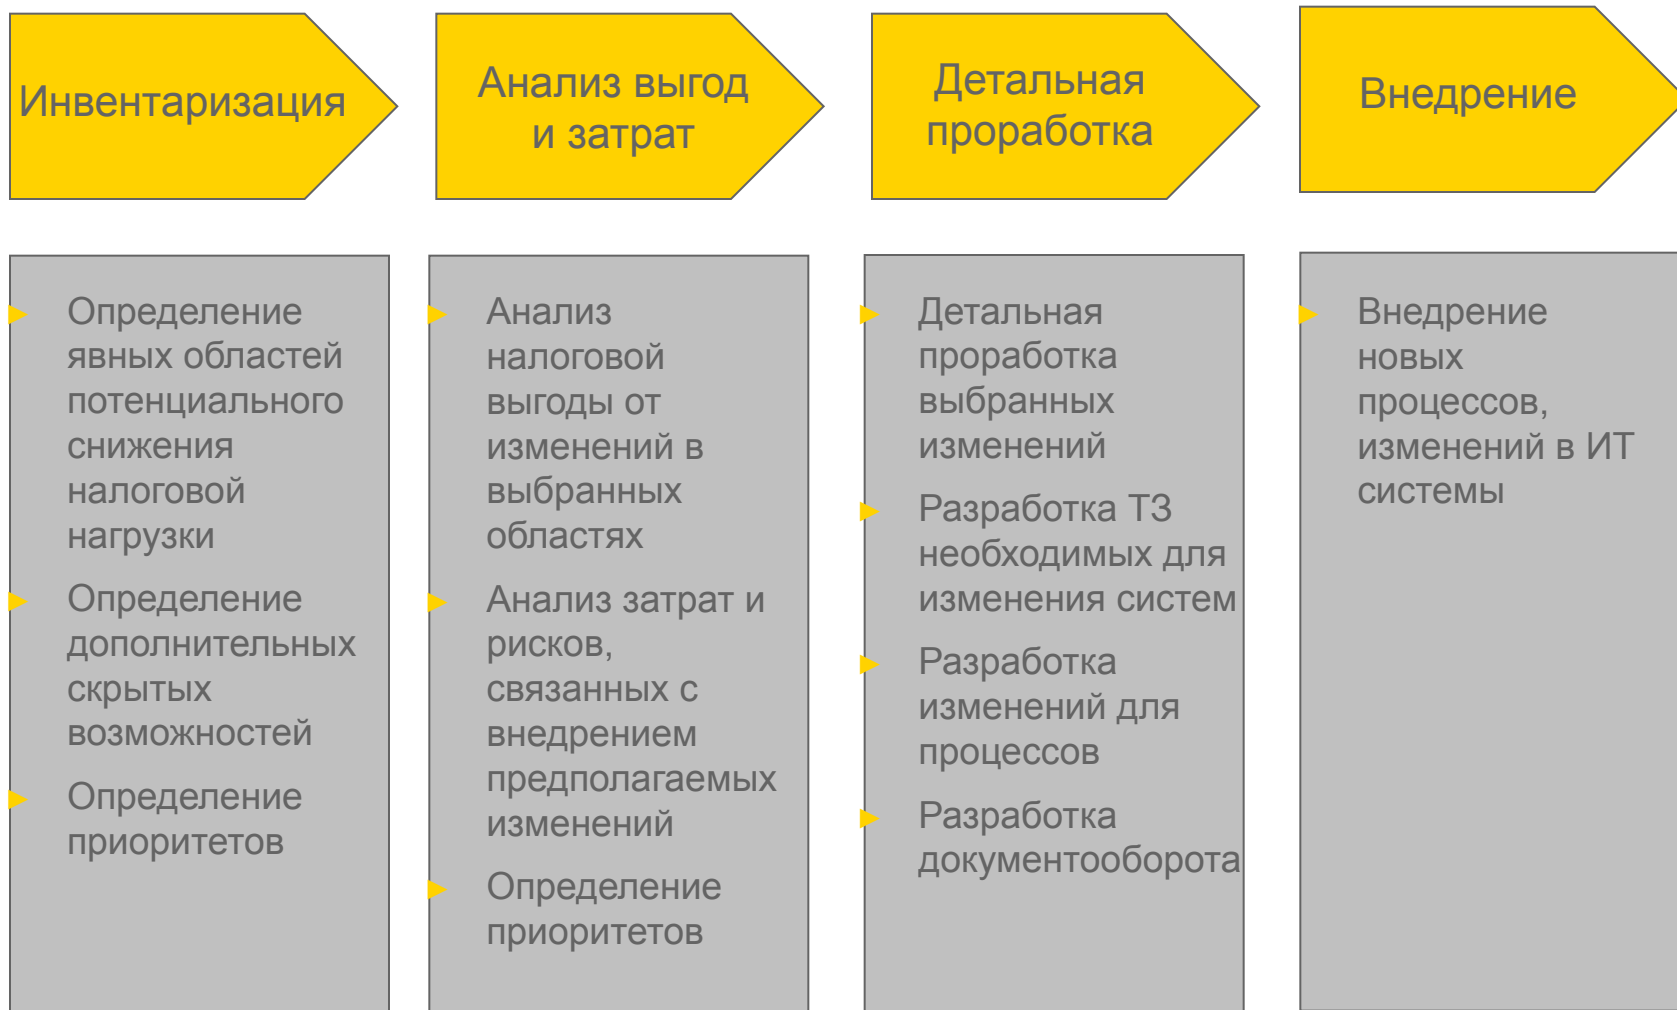 Инвентаризация
Анализ выгод
и затрат
Детальная
проработка
Внедрение
Определение
явных областей
потенциального
снижения
налоговой
нагрузки
Определение
дополнительных
скрытых
возможностей
Определение
приоритетов
Анализ
налоговой
выгоды от
изменений в
выбранных
областях
Анализ затрат и
рисков,
связанных с
внедрением
предполагаемых
изменений
Определение
приоритетов
Детальная
проработка
выбранных
изменений
Разработка ТЗ
необходимых для
изменения систем
Разработка
изменений для
процессов
Разработка
документооборота
Внедрение
новых
процессов,
изменений в ИТ
системы